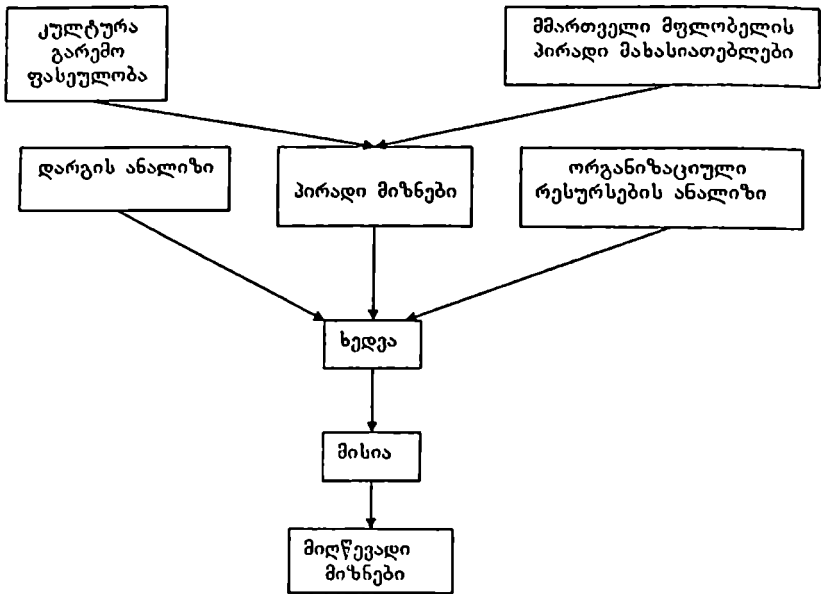 კულტურა
გარემო
ფასეულობა
მმართველი მფლობელის
პირადი მახასიათებლები
დარგის ანალიზი
პირადი მიზნები
ორგანიზაციული
რესურსების ანალიზი
ხედვა
მისია
მიღწევადი
მიზნები